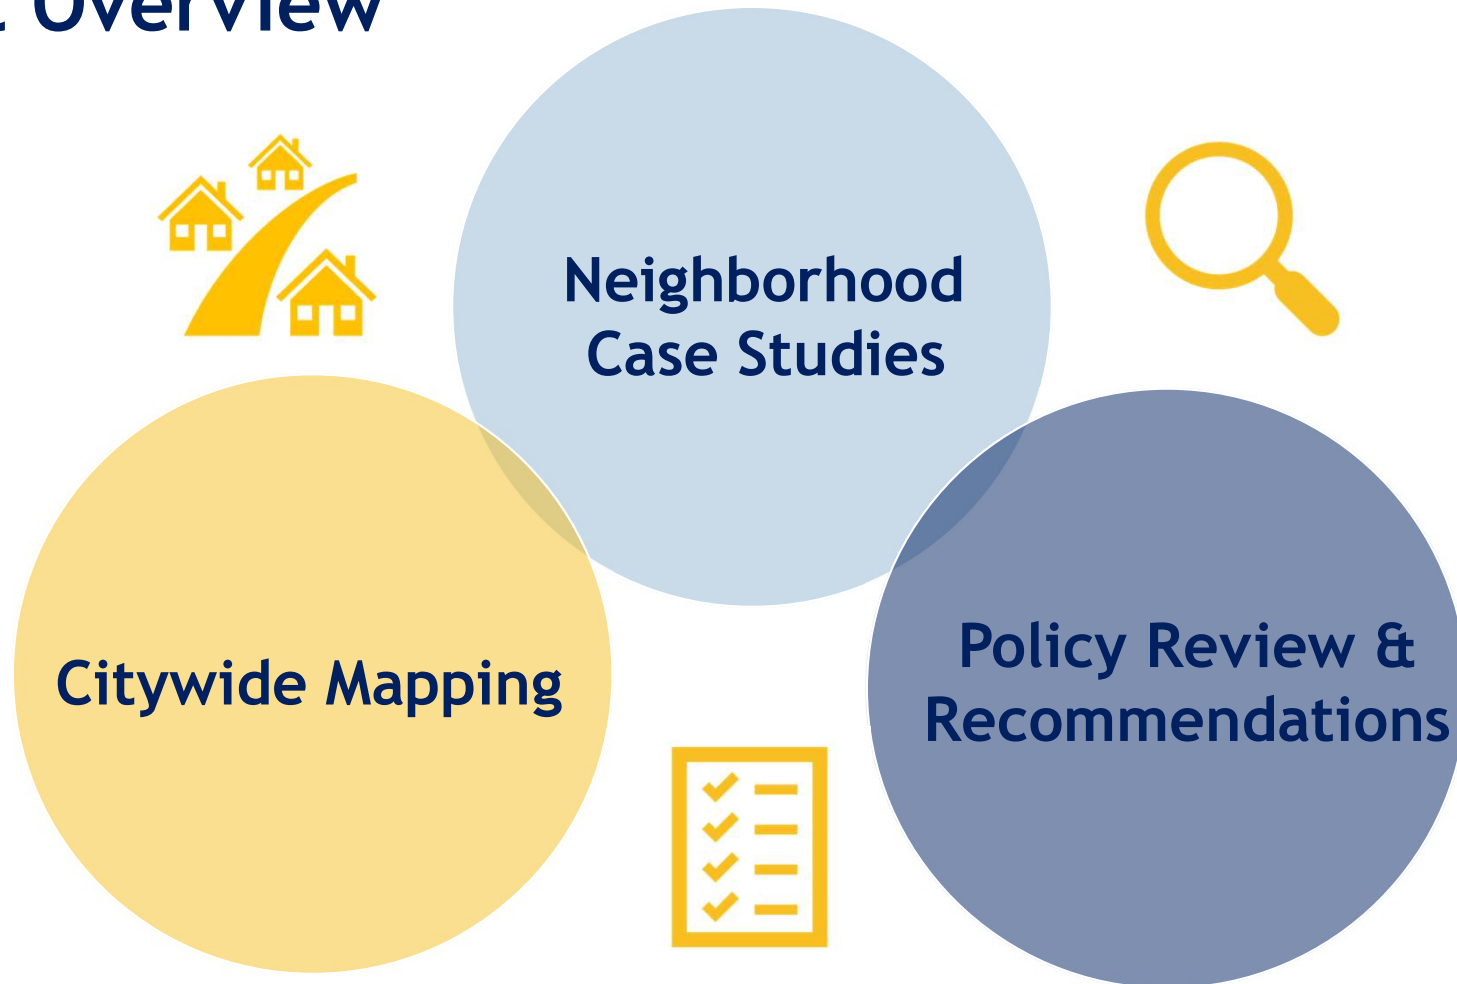 Overview
Neighborhood
Case Studies
Citywide Mapping
Policy Review &
Recommendations